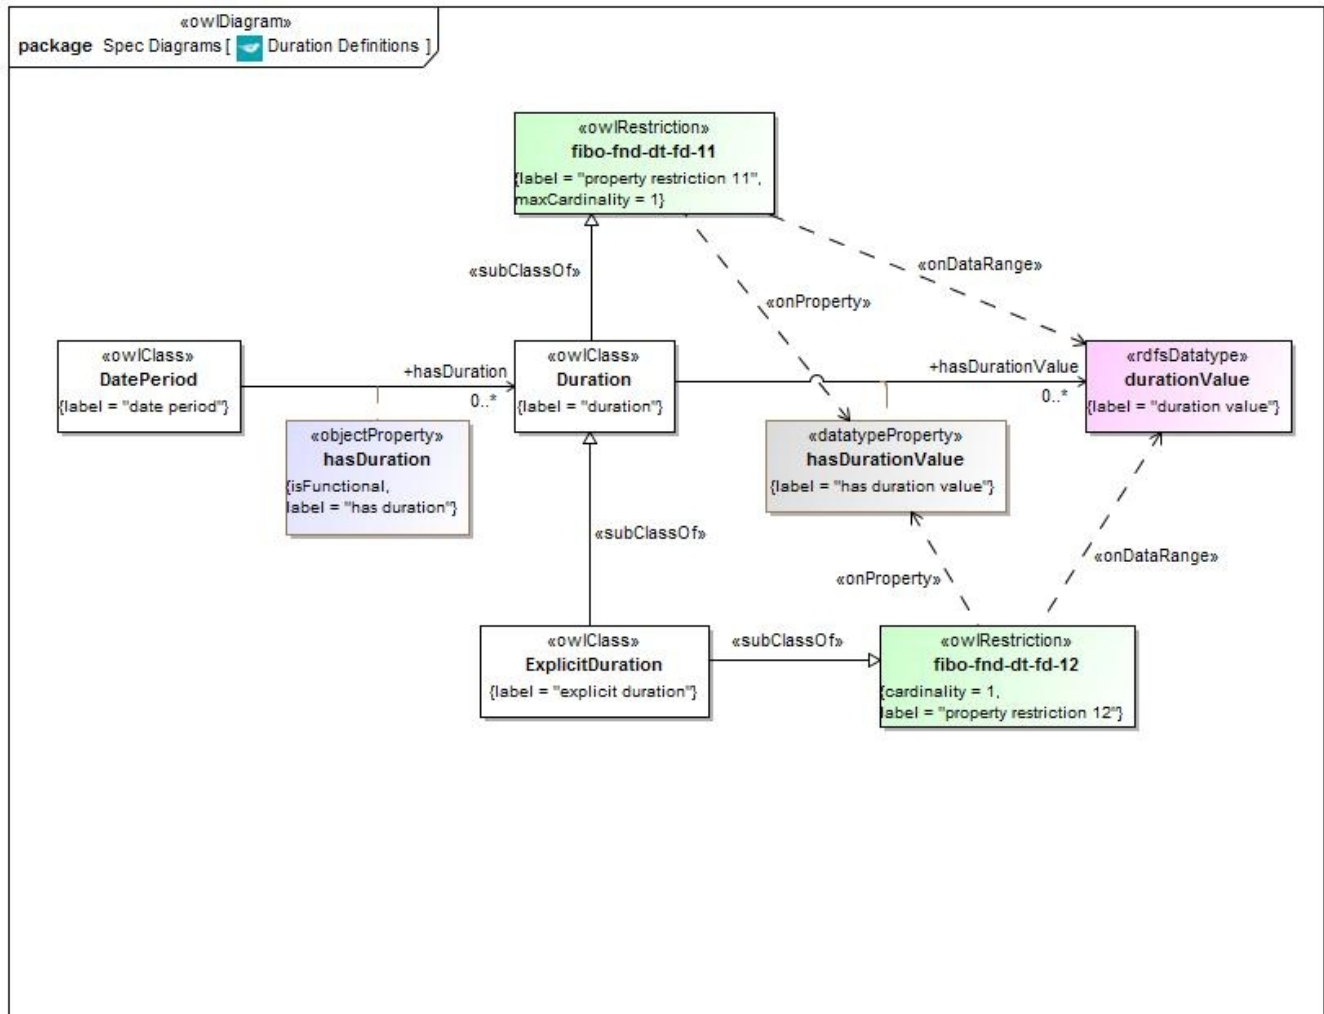 «owlDiagram»
package Spec Diagrams [ Duration Definitions ]
«owlRestriction»
fibo-fnd-dt-fd-11
{label = "property restriction 11",
maxCardinality = 1}
«subClassOf»
«onDataRange»
«onProperty»
«owlClass»
DatePeriod
{label = "date period"}
+hasDuration
0..*
«owlClass»
Duration
{label = "duration"}
+hasDurationValue
0..*
«rdfsDatatype»
durationValue
{label = "duration value"}
«objectProperty»
hasDuration
{isFunctional,
label = "has duration"}
«datatypeProperty»
hasDurationValue
{label = "has duration value"}
«subClassOf»
«onProperty»
«onDataRange»
«owlClass»
ExplicitDuration
{label = "explicit duration"}
«subClassOf»
«owlRestriction»
fibo-fnd-dt-fd-12
{cardinality = 1,
label = "property restriction 12"}